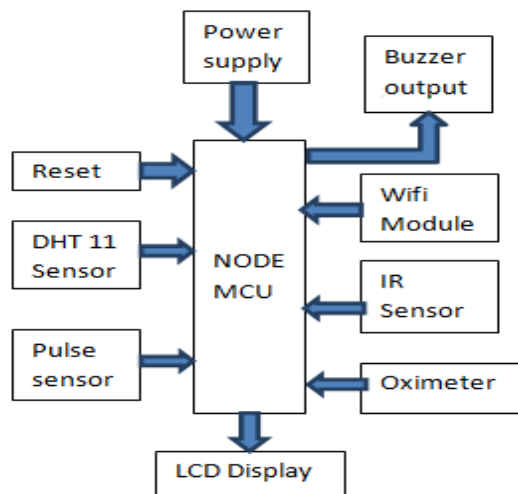 Power
supply
Buzzer
output
Reset
Wifi
Module
DHT 11
Sensor
NODE
MCU
IR
Sensor
Pulse
sensor
Oximeter
LCD Display